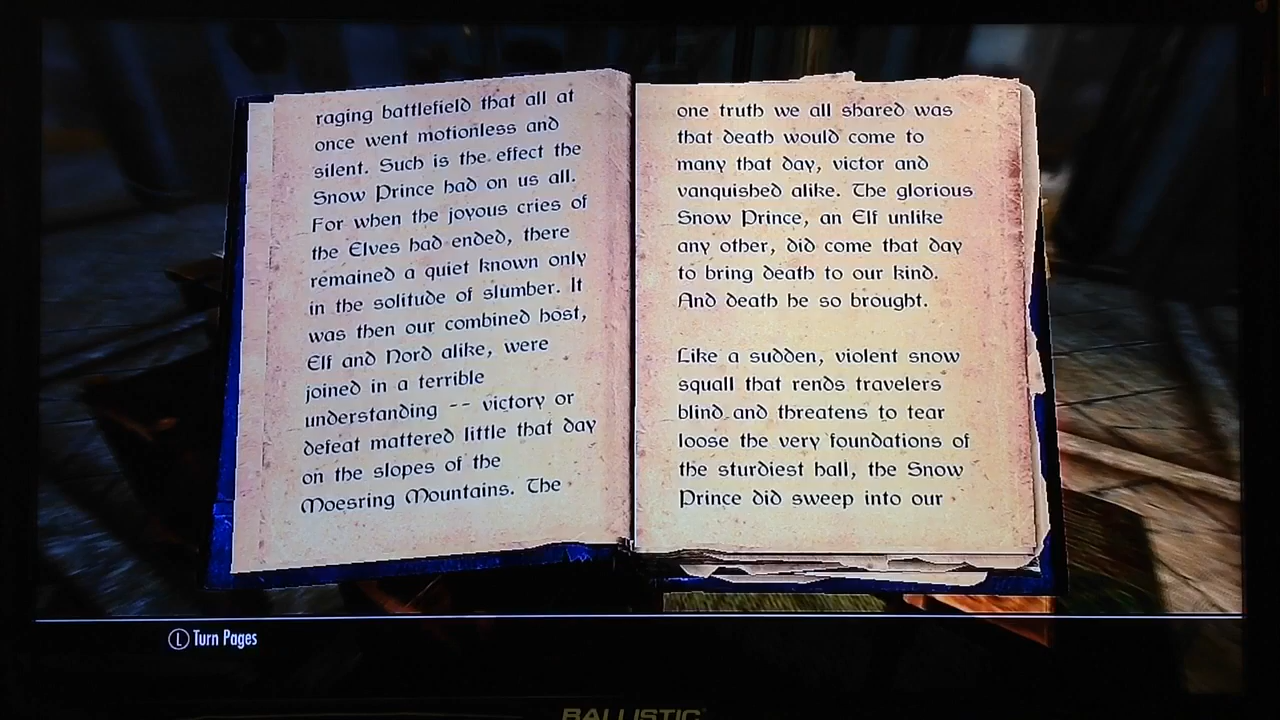 raging battlefield that all at
once went motionless and
silent. Such is the effect the
Snow Prince had on us all.
For when the joyous cries of
the Elves had ended, there
remained a quiet known only
in the solitude of slumber. It
was then our combined host,
Elf and Nord alike, were
joined in a terrible
understanding -- victory or
defeat mattered little that day
on the slopes of the
Moesring Mountains. The
one truth we all shared was
that death would come to
many that day, victor and
vanquished alike. The glorious
Snow Prince, an Elf unlike
any other, did come that day
to bring death to our kind.
And death he so brought.
Like a sudden, violent snow
squall that rends travelers
blind and threatens to tear
loose the very foundations of
the sturdiest hall, the Snow
Prince did sweep into our
L Turn Pages
BALLISTIC